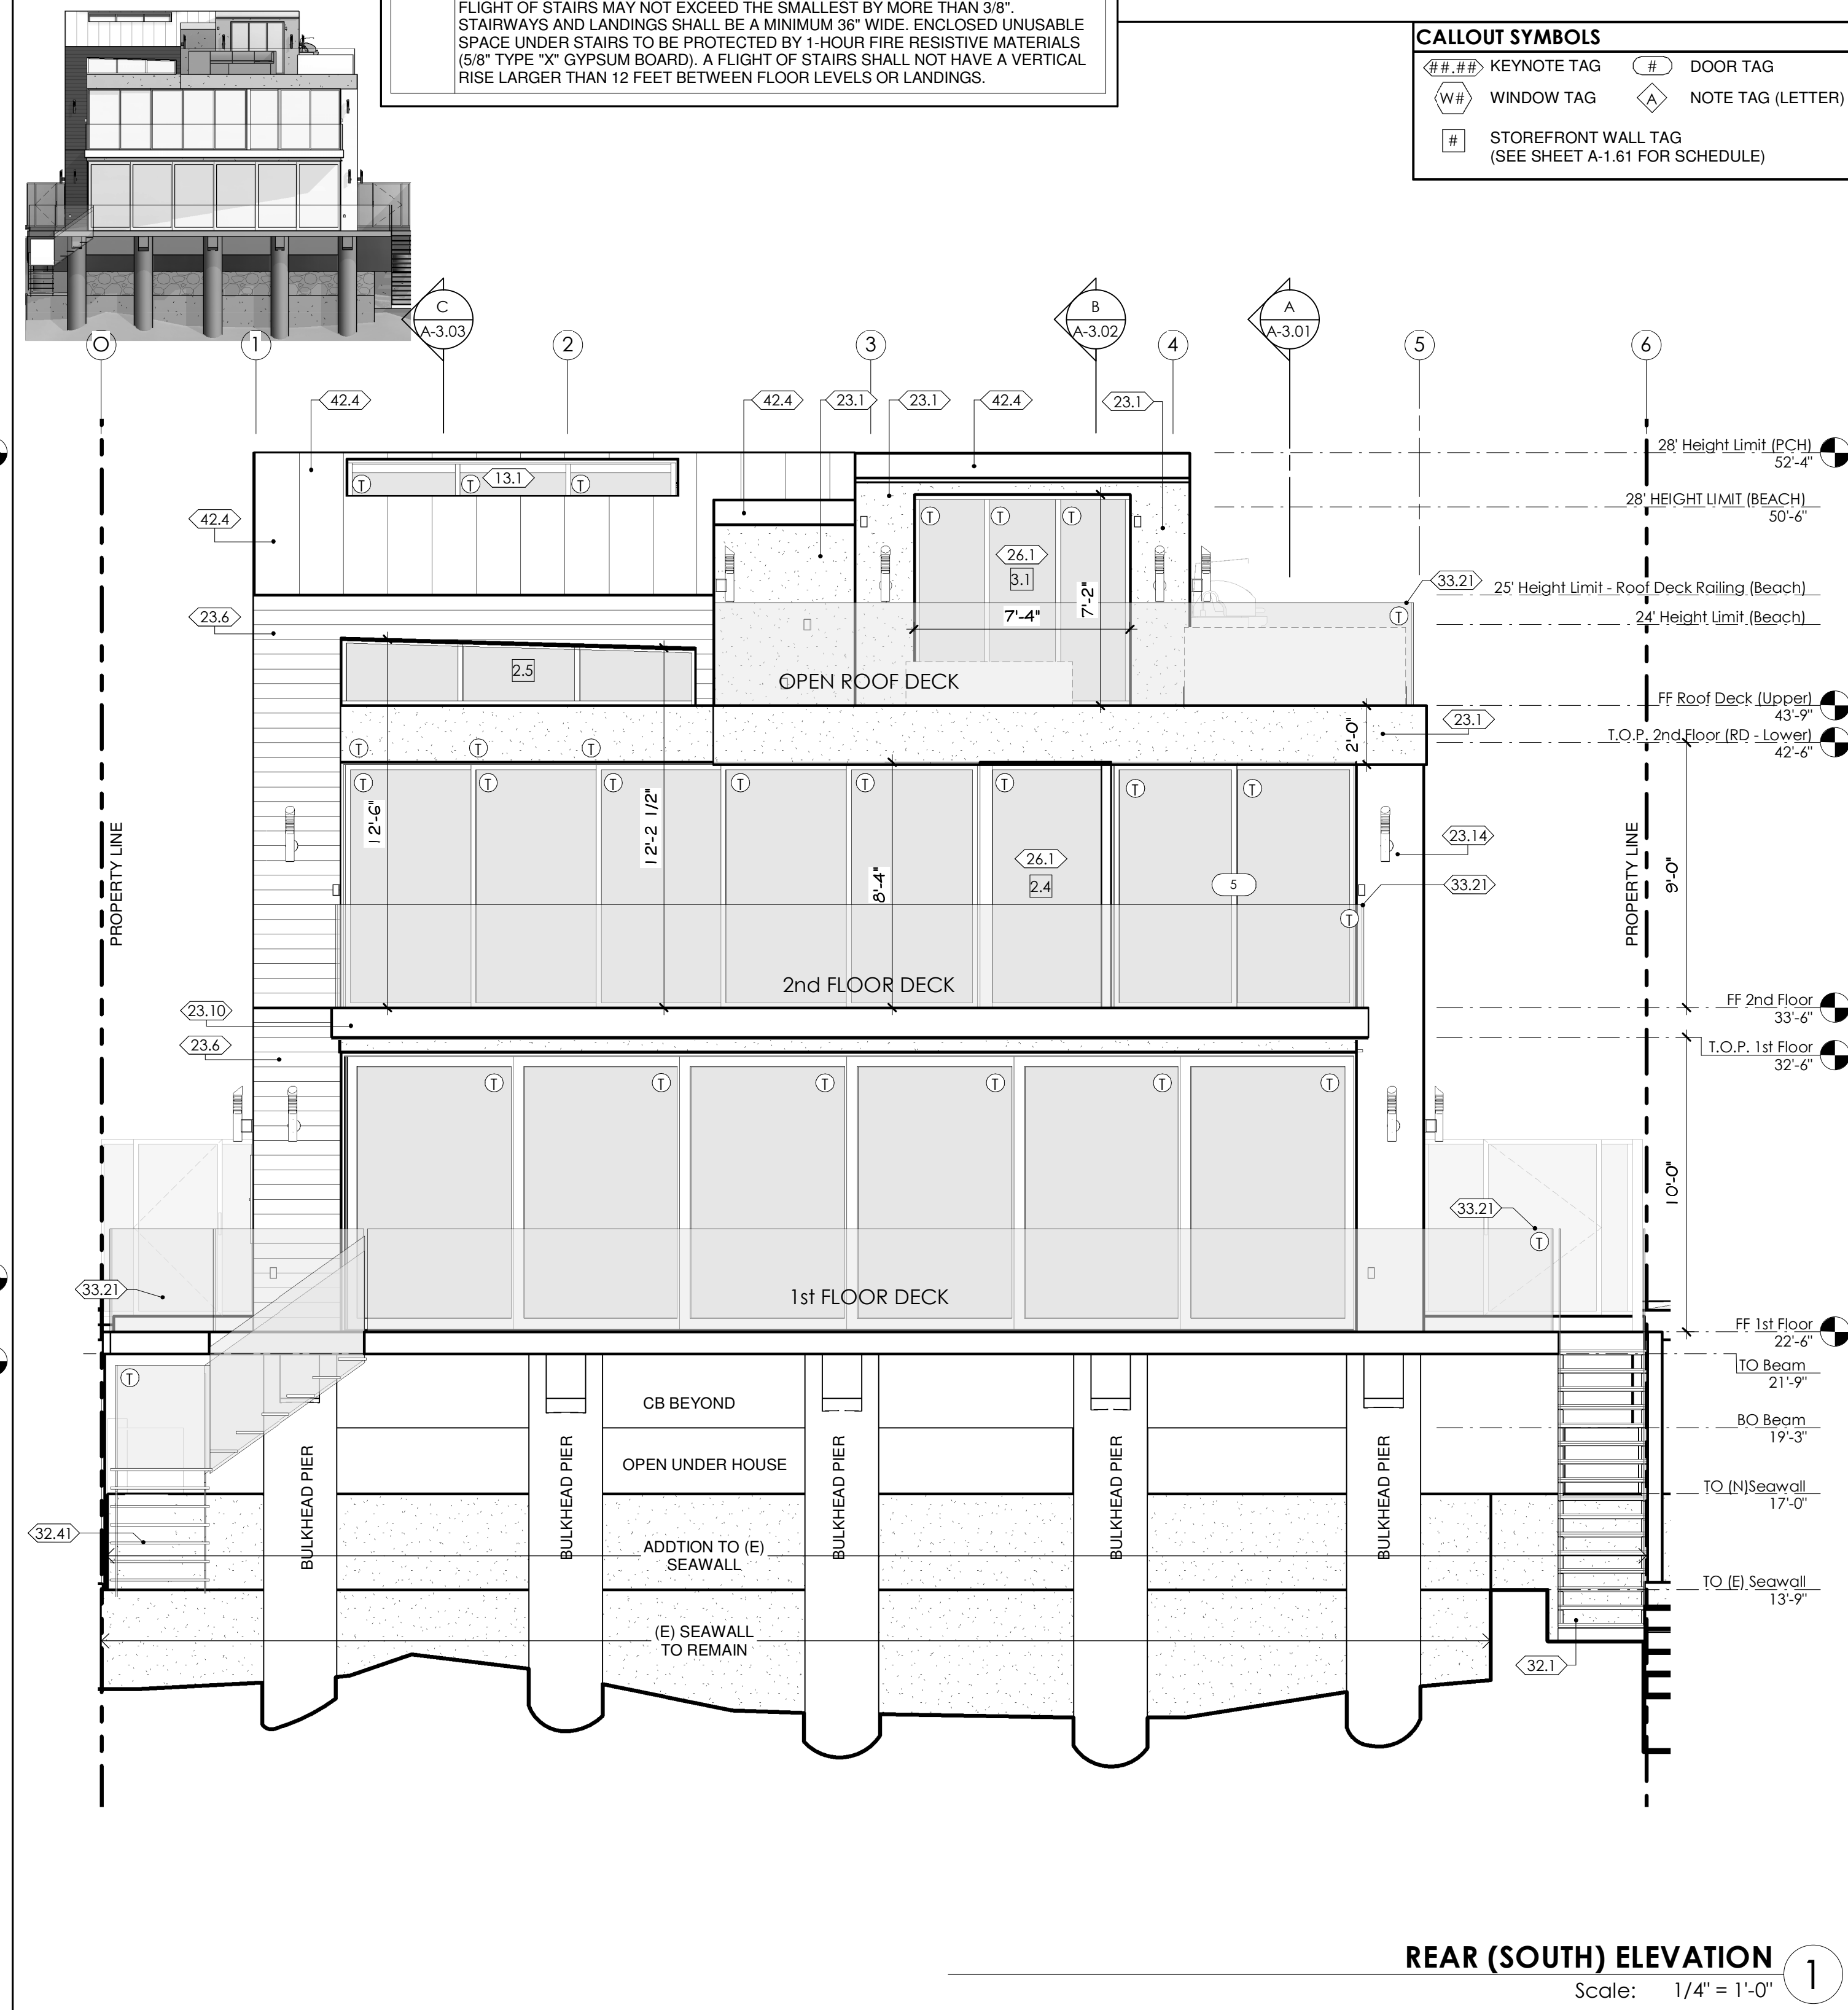 FLIGHT OF STAIRS MAY NOT EXCEED THE SMALLEST BY MORE THAN 3/8".
STAIRWAYS AND LANDINGS SHALL BE A MINIMUM 36" WIDE. ENCLOSED UNUSABLE
SPACE UNDER STAIRS TO BE PROTECTED BY 1-HOUR FIRE RESISTIVE MATERIALS
(5/8" TYPE "X" GYPSUM BOARD). A FLIGHT OF STAIRS SHALL NOT HAVE A VERTICAL
RISE LARGER THAN 12 FEET BETWEEN FLOOR LEVELS OR LANDINGS.
CALLOUT SYMBOLS
##.## KEYNOTE TAG
# DOOR TAG
W# WINDOW TAG
A NOTE TAG (LETTER)
# STOREFRONT WALL TAG
(SEE SHEET A-1.61 FOR SCHEDULE)
C
A-3.03
B
A-3.02
A
A-3.01
O 1 2 3 4 5 6
42.4 42.4 23.1 23.1 42.4 23.1
28' Height Limit (PCH)
52'-4"
T T 13.1 T
28' HEIGHT LIMIT (BEACH)
50'-6"
42.4
T T T
26.1
3.1
33.21
25' Height Limit - Roof Deck Railing (Beach)
7'-2"
7'-4"
T
23.6
24' Height Limit (Beach)
2.5
OPEN ROOF DECK
FF Roof Deck (Upper)
43'-9"
23.1
2'-0"
T.O.P. 2nd Floor (RD - Lower)
42'-6"
T T T
T T T T T T T T
12'-6"
12'-2 1/2"
8'-4"
23.14
PROPERTY LINE
PROPERTY LINE
9'-0"
26.1
2.4
5
33.21
T
2nd FLOOR DECK
FF 2nd Floor
33'-6"
23.10
23.6
T.O.P. 1st Floor
32'-6"
T T T T T T
10'-0"
33.21
T
33.21
1st FLOOR DECK
FF 1st Floor
22'-6"
T
TO Beam
21'-9"
CB BEYOND
BO Beam
19'-3"
OPEN UNDER HOUSE
BULKHEAD PIER
BULKHEAD PIER
BULKHEAD PIER
BULKHEAD PIER
BULKHEAD PIER
TO (N)Seawall
17'-0"
32.41
ADDTION TO (E)
SEAWALL
TO (E) Seawall
13'-9"
(E) SEAWALL
TO REMAIN
32.1
REAR (SOUTH) ELEVATION
1
Scale: 1/4" = 1'-0"